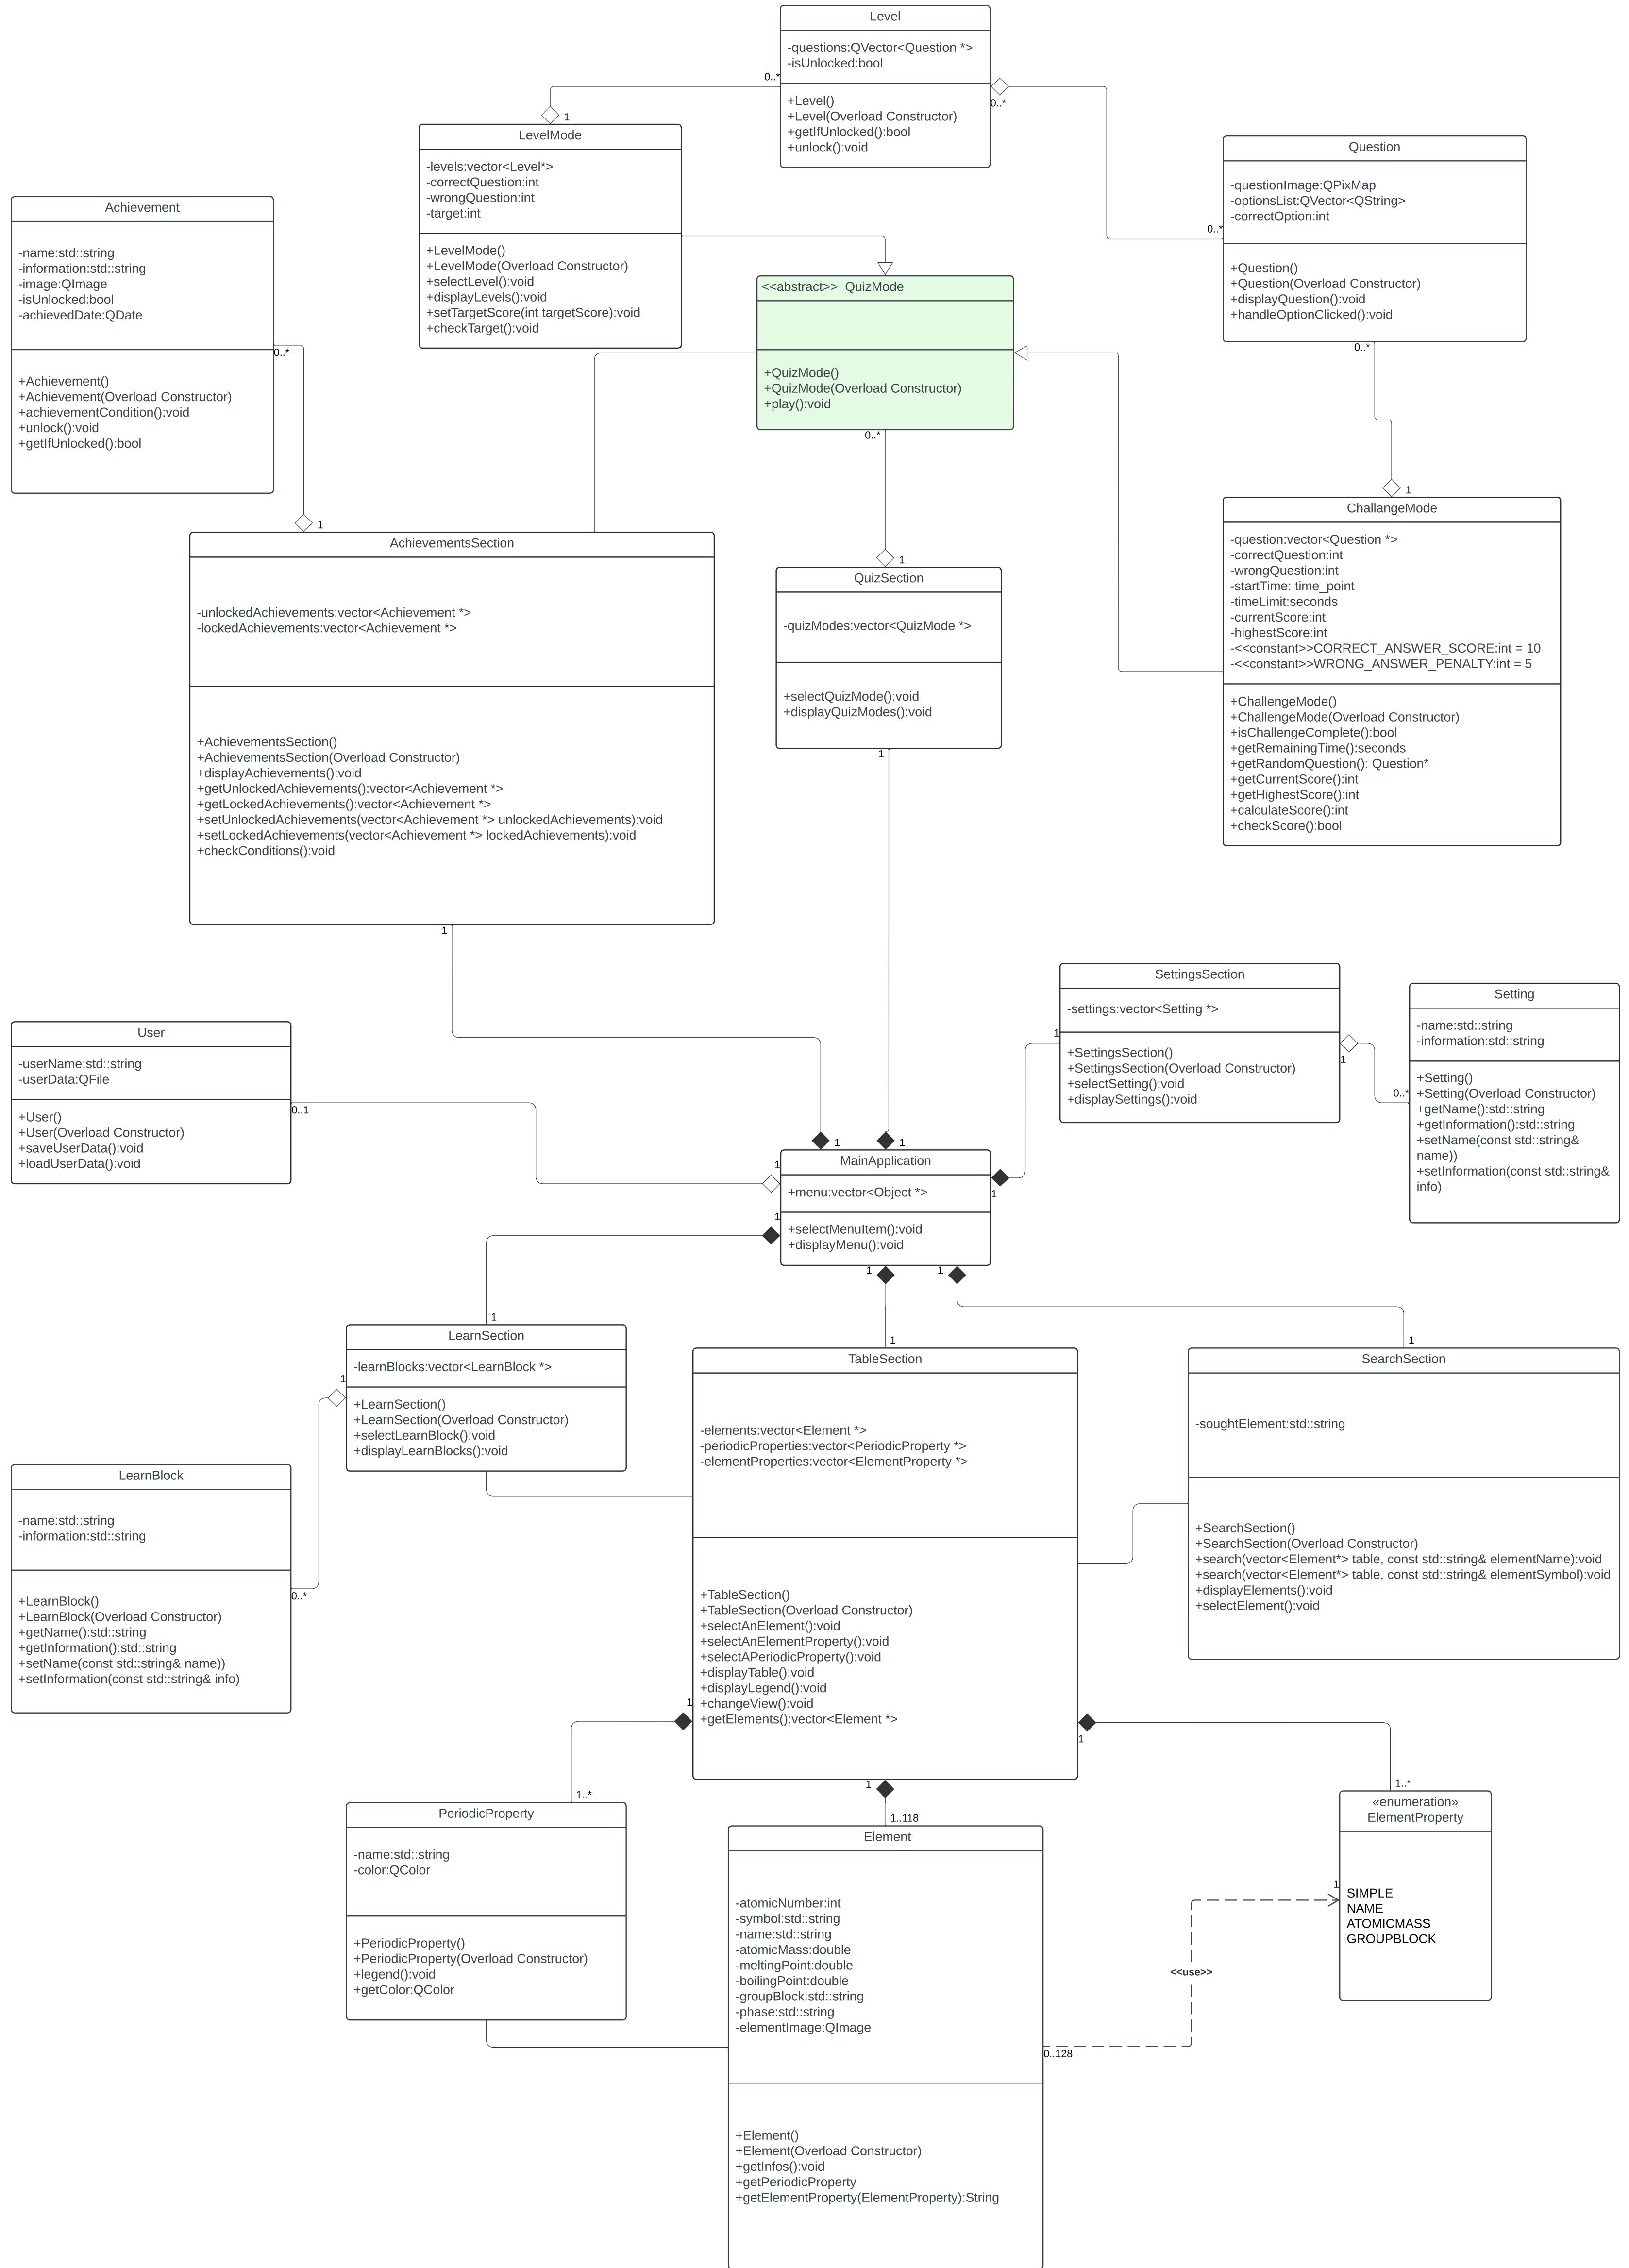 Level
-questions:QVector<Question *>
-isUnlocked:bool
+Level()
+Level(Overload Constructor)
+getIfUnlocked():bool
+unlock():void
0..*
0..*
1
LevelMode
-levels:vector<Level*>
-correctQuestion:int
-wrongQuestion:int
-target:int
+LevelMode()
+LevelMode(Overload Constructor)
+selectLevel():void
+displayLevels():void
+setTargetScore(int targetScore):void
+checkTarget():void
Question
-questionImage:QPixMap
-optionsList:QVector<QString>
-correctOption:int
0..*
+Question()
+Question(Overload Constructor)
+displayQuestion():void
+handleOptionClicked():void
0..*
Achievement
-name:std::string
-information:std::string
-image:QImage
-isUnlocked:bool
-achievedDate:QDate
0..*
+Achievement()
+Achievement(Overload Constructor)
+achievementCondition():void
+unlock():void
+getIfUnlocked():bool
<<abstract>> QuizMode
+QuizMode()
+QuizMode(Overload Constructor)
+play():void
0..*
1
AchievementsSection
-unlockedAchievements:vector<Achievement *>
-lockedAchievements:vector<Achievement *>
+AchievementsSection()
+AchievementsSection(Overload Constructor)
+displayAchievements():void
+getUnlockedAchievements():vector<Achievement *>
+getLockedAchievements():vector<Achievement *>
+setUnlockedAchievements(vector<Achievement *> unlockedAchievements):void
+setLockedAchievements(vector<Achievement *> lockedAchievements):void
+checkConditions():void
1
1
QuizSection
-quizModes:vector<QuizMode *>
+selectQuizMode():void
+displayQuizModes():void
1
1
ChallangeMode
-question:vector<Question *>
-correctQuestion:int
-wrongQuestion:int
-startTime: time_point
-timeLimit:seconds
-currentScore:int
-highestScore:int
-<<constant>>CORRECT_ANSWER_SCORE:int = 10
-<<constant>>WRONG_ANSWER_PENALTY:int = 5
+ChallengeMode()
+ChallengeMode(Overload Constructor)
+isChallengeComplete():bool
+getRemainingTime():seconds
+getRandomQuestion(): Question*
+getCurrentScore():int
+getHighestScore():int
+calculateScore():int
+checkScore():bool
SettingsSection
-settings:vector<Setting *>
1
1
+SettingsSection()
+SettingsSection(Overload Constructor)
+selectSetting():void
+displaySettings():void
Setting
-name:std::string
-information:std::string
0..*
+Setting()
+Setting(Overload Constructor)
+getName():std::string
+getInformation():std::string
+setName(const std::string&
name))
+setInformation(const std::string&
info)
User
-userName:std::string
-userData:QFile
0..1
+User()
+User(Overload Constructor)
+saveUserData():void
+loadUserData():void
1
1
1
1
1
MainApplication
+menu:vector<Object *>
+selectMenuItem():void
+displayMenu():void
1
1
1
LearnSection
-learnBlocks:vector<LearnBlock *>
1
+LearnSection()
+LearnSection(Overload Constructor)
+selectLearnBlock():void
+displayLearnBlocks():void
1
TableSection
-elements:vector<Element *>
-periodicProperties:vector<PeriodicProperty *>
-elementProperties:vector<ElementProperty *>
+TableSection()
+TableSection(Overload Constructor)
+selectAnElement():void
+selectAnElementProperty():void
+selectAPeriodicProperty():void
+displayTable():void
+displayLegend():void
+changeView():void
+getElements():vector<Element *>
1
1
1
1
SearchSection
-soughtElement:std::string
+SearchSection()
+SearchSection(Overload Constructor)
+search(vector<Element*> table, const std::string& elementName):void
+search(vector<Element*> table, const std::string& elementSymbol):void
+displayElements():void
+selectElement():void
LearnBlock
-name:std::string
-information:std::string
0..*
+LearnBlock()
+LearnBlock(Overload Constructor)
+getName():std::string
+getInformation():std::string
+setName(const std::string& name))
+setInformation(const std::string& info)
1..*
PeriodicProperty
-name:std::string
-color:QColor
+PeriodicProperty()
+PeriodicProperty(Overload Constructor)
+legend():void
+getColor:QColor
1..118
Element
-atomicNumber:int
-symbol:std::string
-name:std::string
-atomicMass:double
-meltingPoint:double
-boilingPoint:double
-groupBlock:std::string
-phase:std::string
-elementImage:QImage
0..128
+Element()
+Element(Overload Constructor)
+getInfos():void
+getPeriodicProperty
+getElementProperty(ElementProperty):String
<<use>>
1..*
«enumeration»
ElementProperty
1
SIMPLE
NAME
ATOMICMASS
GROUPBLOCK